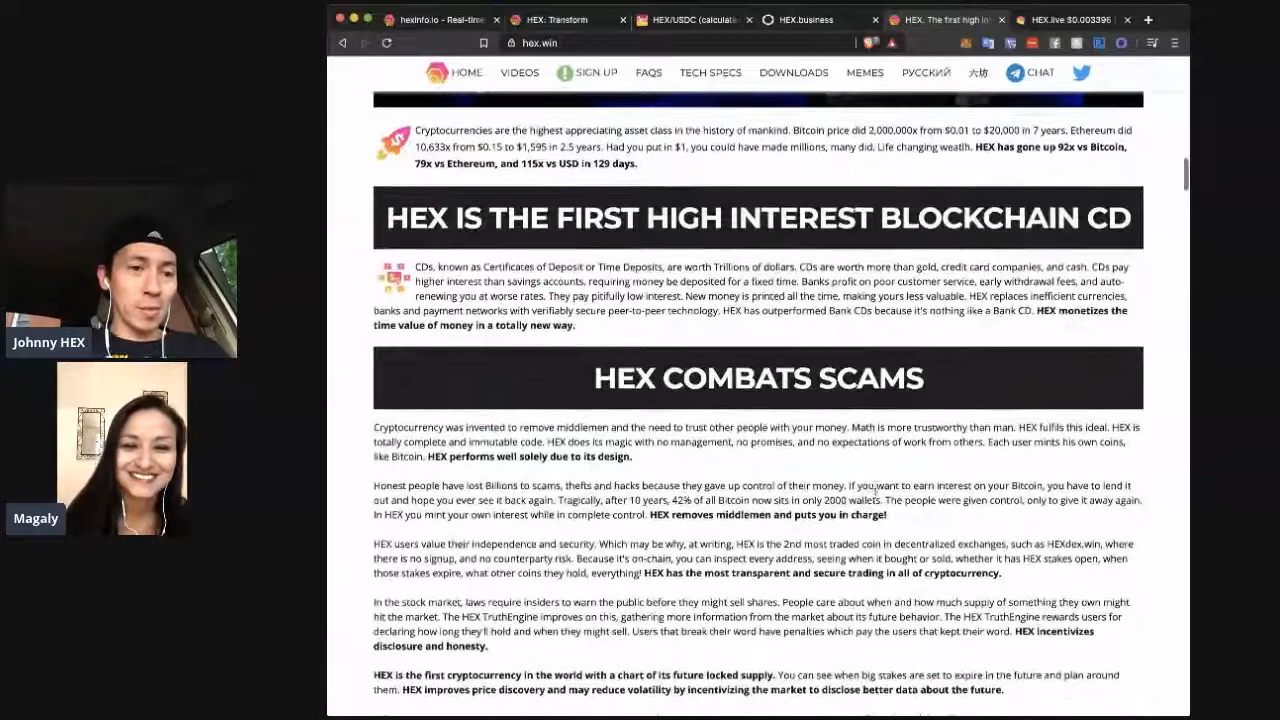 hexinfo.io - Real-time
HEX: Transform
HEX/USDC (calculate
HEX.business
HEX. The first high in
HEX.live $0.003396
hex.win
HOME
VIDEOS
SIGN UP
FAQS
TECH SPECS
DOWNLOADS
MEMES
РУССКИЙ
六坊
CHAT
Cryptocurrencies are the highest appreciating asset class in the history of mankind. Bitcoin price did 2,000,000x from $0.01 to $20,000 in 7 years. Ethereum did
10,633x from $0.15 to $1,595 in 2.5 years. Had you put in $1, you could have made millions, many did. Life changing weatlh. HEX has gone up 92x vs Bitcoin,
79x vs Ethereum, and 115x vs USD in 129 days.
HEX IS THE FIRST HIGH INTEREST BLOCKCHAIN CD
CDs, known as Certificates of Deposit or Time Deposits, are worth Trillions of dollars. CDs are worth more than gold, credit card companies, and cash. CDs pay
higher interest than savings accounts, requiring money be deposited for a fixed time. Banks profit on poor customer service, early withdrawal fees, and auto-
renewing you at worse rates. They pay pitifully low interest. New money is printed all the time, making yours less valuable. HEX replaces inefficient currencies,
banks and payment networks with verifiably secure peer-to-peer technology. HEX has outperformed Bank CDs because it's nothing like a Bank CD. HEX monetizes the
time value of money in a totally new way.
HEX COMBATS SCAMS
Cryptocurrency was invented to remove middlemen and the need to trust other people with your money. Math is more trustworthy than man. HEX fulfils this ideal. HEX is
totally complete and immutable code. HEX does its magic with no management, no promises, and no expectations of work from others. Each user mints his own coins,
like Bitcoin. HEX performs well solely due to its design.
Honest people have lost Billions to scams, thefts and hacks because they gave up control of their money. If you want to earn interest on your Bitcoin, you have to lend it
out and hope you ever see it back again. Tragically, after 10 years, 42% of all Bitcoin now sits in only 2000 wallets. The people were given control, only to give it away again.
In HEX you mint your own interest while in complete control. HEX removes middlemen and puts you in charge!
HEX users value their independence and security. Which may be why, at writing, HEX is the 2nd most traded coin in decentralized exchanges, such as HEXdex.win, where
there is no signup, and no counterparty risk. Because it's on-chain, you can inspect every address, seeing when it bought or sold, whether it has HEX stakes open, when
those stakes expire, what other coins they hold, everything! HEX has the most transparent and secure trading in all of cryptocurrency.
In the stock market, laws require insiders to warn the public before they might sell shares. People care about when and how much supply of something they own might
hit the market. The HEX TruthEngine improves on this, gathering more information from the market about its future behavior. The HEX TruthEngine rewards users for
declaring how long they'll hold and when they might sell. Users that break their word have penalties which pay the users that kept their word. HEX incentivizes
disclosure and honesty.
HEX is the first cryptocurrency in the world with a chart of its future locked supply. You can see when big stakes are set to expire in the future and plan around
them. HEX improves price discovery and may reduce volatility by incentivizing the market to disclose better data about the future.
Johnny HEX
Magaly